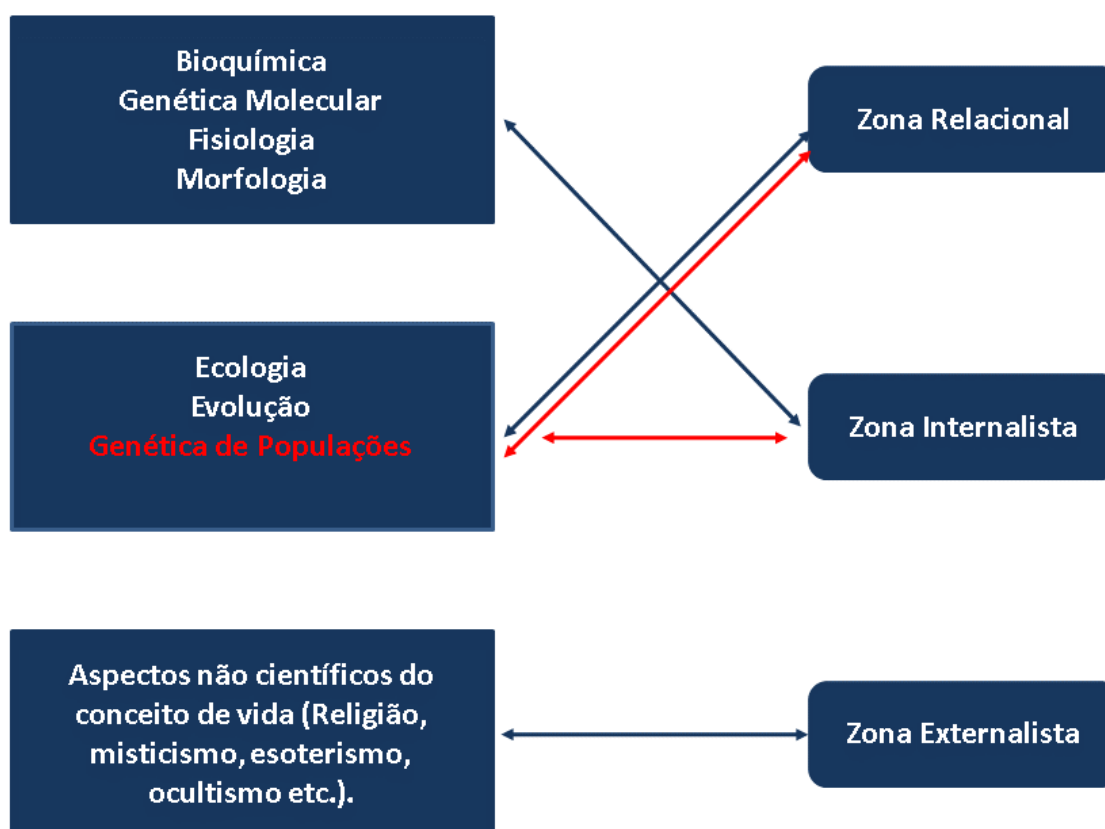 Bioquímica
Genética Molecular
Fisiologia
Morfologia
Zona Relacional
Ecologia
Evolução
Genética de Populações
Zona Internalista
Aspectos não científicos do
conceito de vida (Religião,
misticismo, esoterismo,
ocultismo etc.).
Zona Externalista